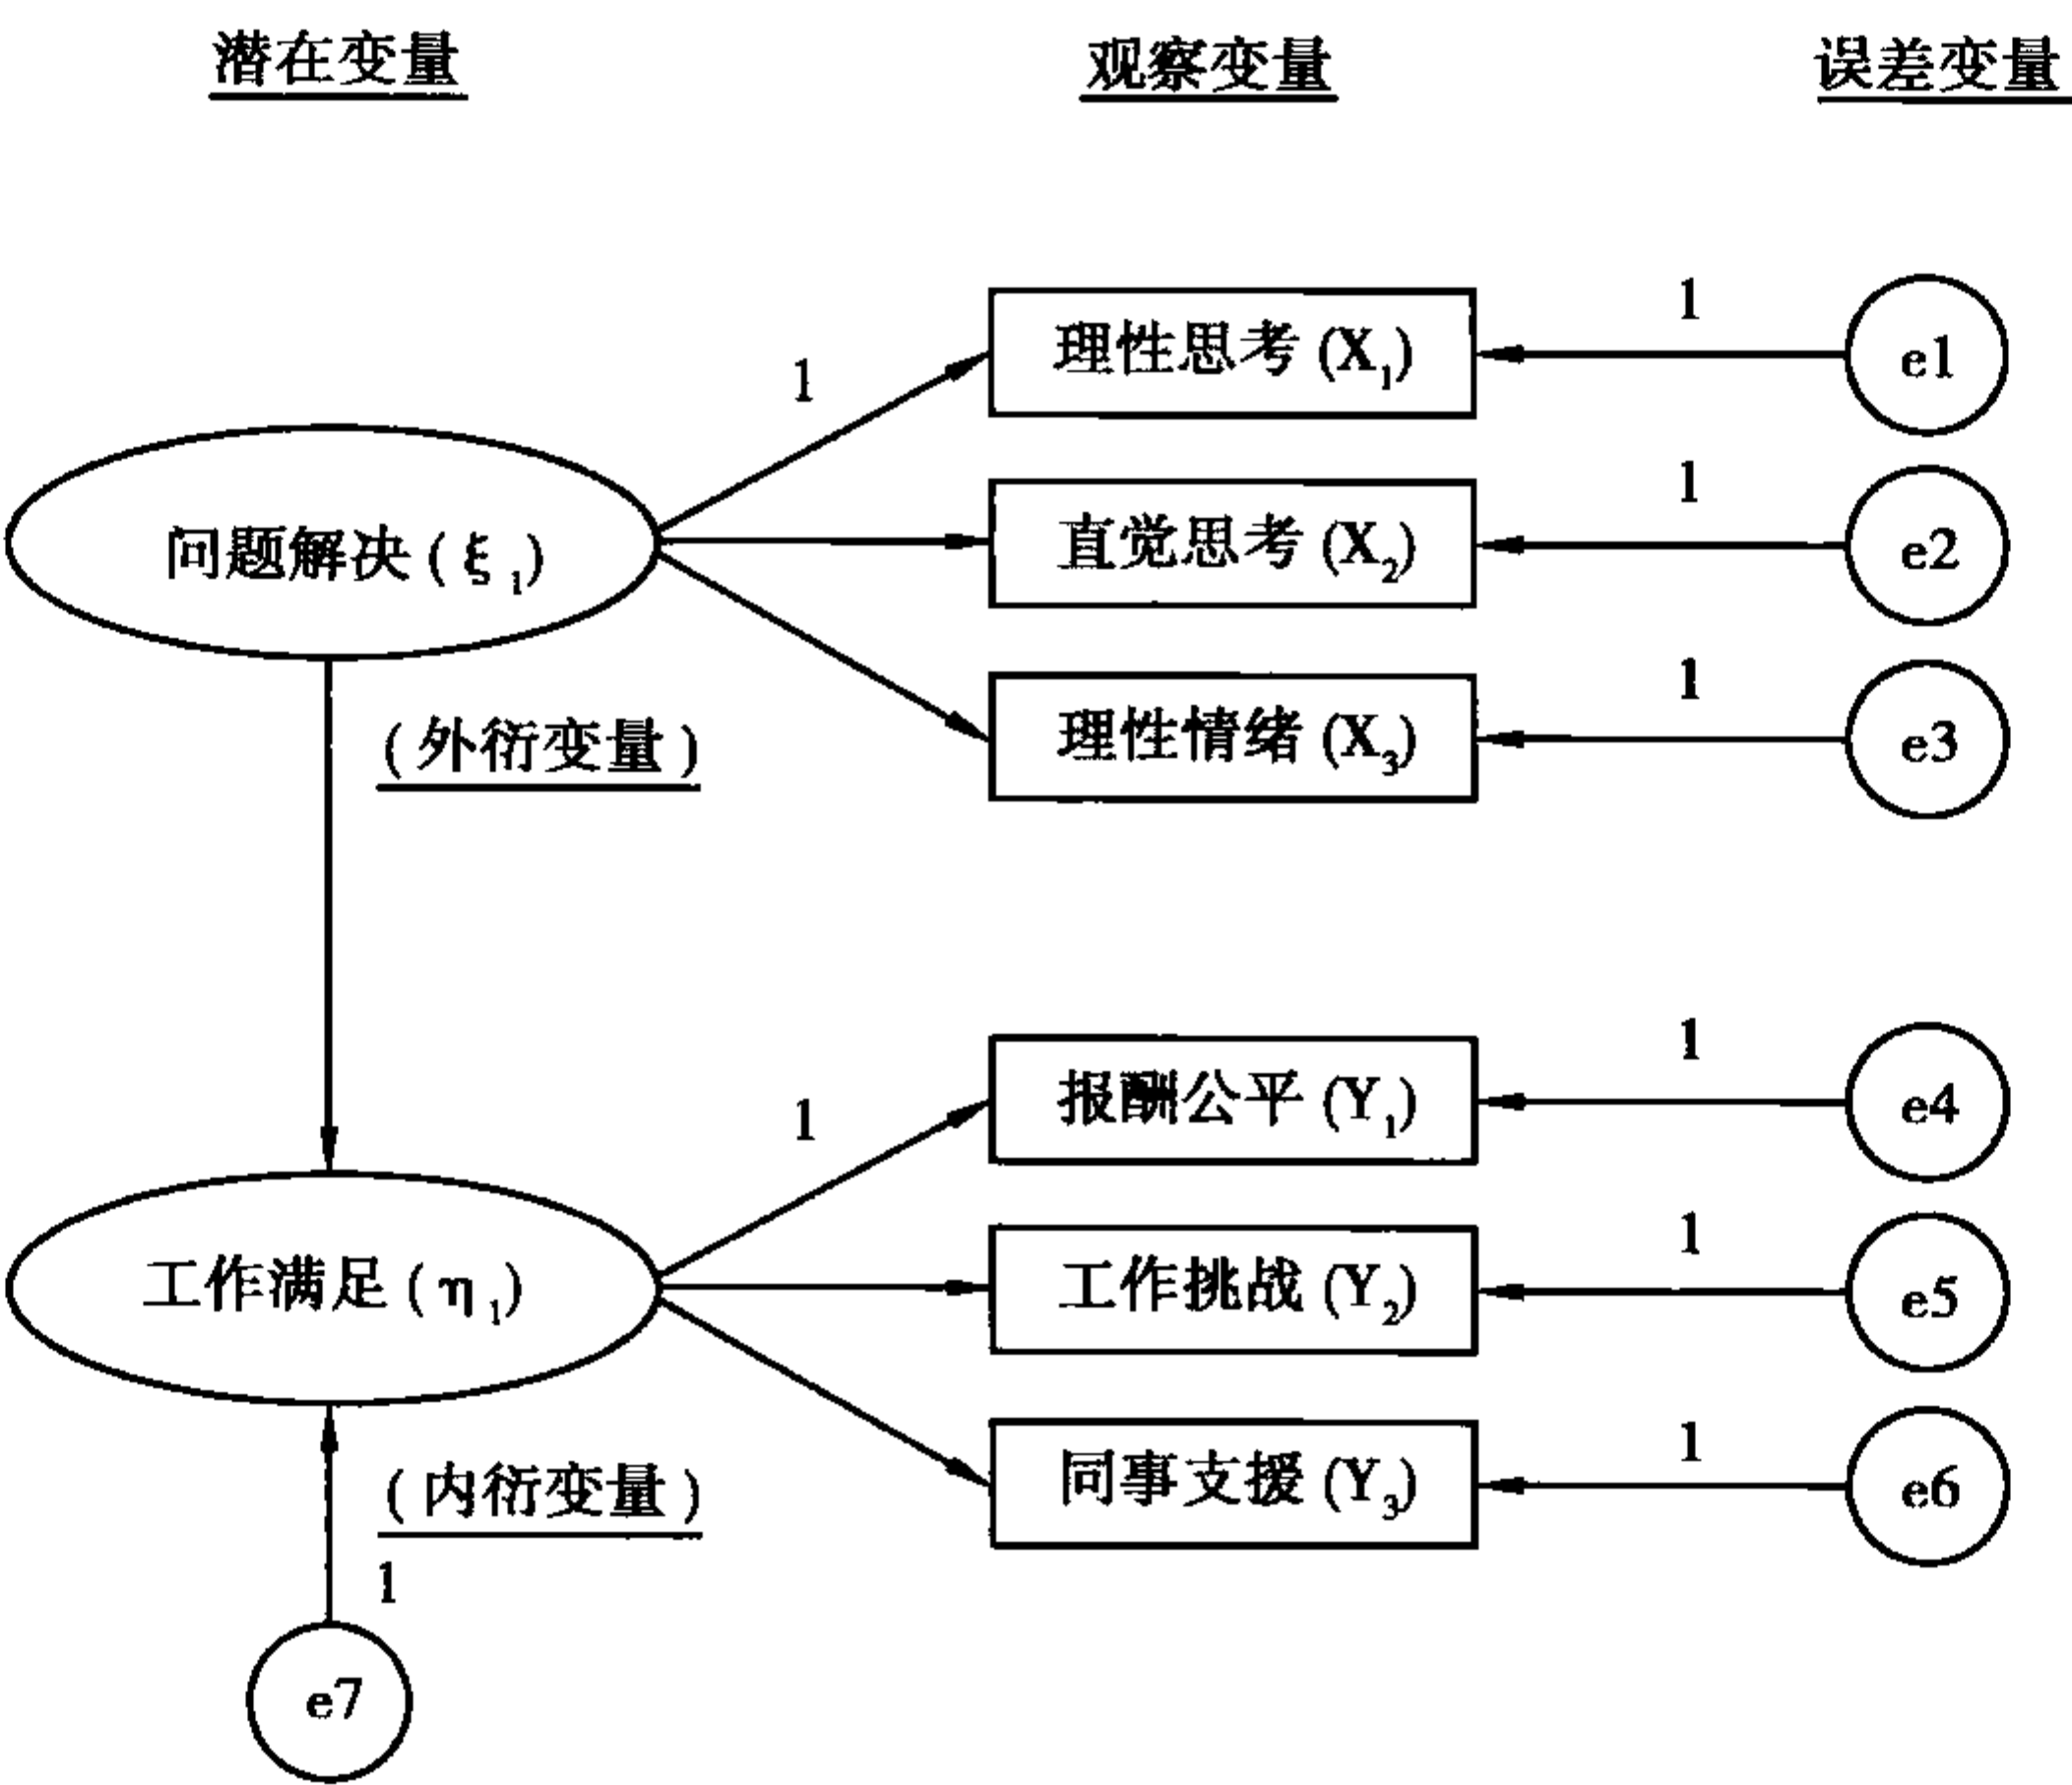 潜在变量 观察变量 误差变量
1
理性思考 (X1)
1
e1
直觉思考 (X2)
1
e2
问题解决 (ξ1)
理性情绪 (X3)
1
e3
(外衍变量)
1
报酬公平 (Y1)
1
e4
工作满足 (η1)
工作挑战 (Y2)
1
e5
同事支援 (Y3)
1
e6
(内衍变量)
1
e7